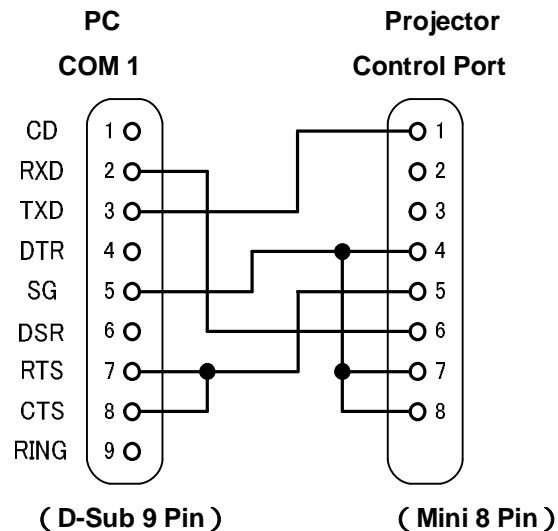 PC Projector
COM 1 Control Port
CD 1 1
RXD 2 2
TXD 3 3
DTR 4 4
SG 5 5
DSR 6 6
RTS 7 7
CTS 8 8
RING 9
( D-Sub 9 Pin ) ( Mini 8 Pin )